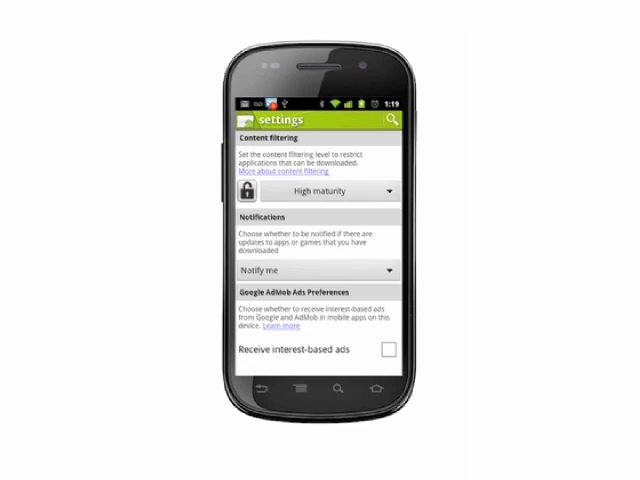 1:19
settings
Content filtering
Set the content filtering level to restrict
applications that can be downloaded.
More about content filtering
High maturity
Notifications
Choose whether to be notified if there are
updates to apps or games that you have
downloaded
Notify me
Google AdMob Ads Preferences
Choose whether to receive interest-based ads
from Google and AdMob in mobile apps on this
device. Learn more
Receive interest-based ads